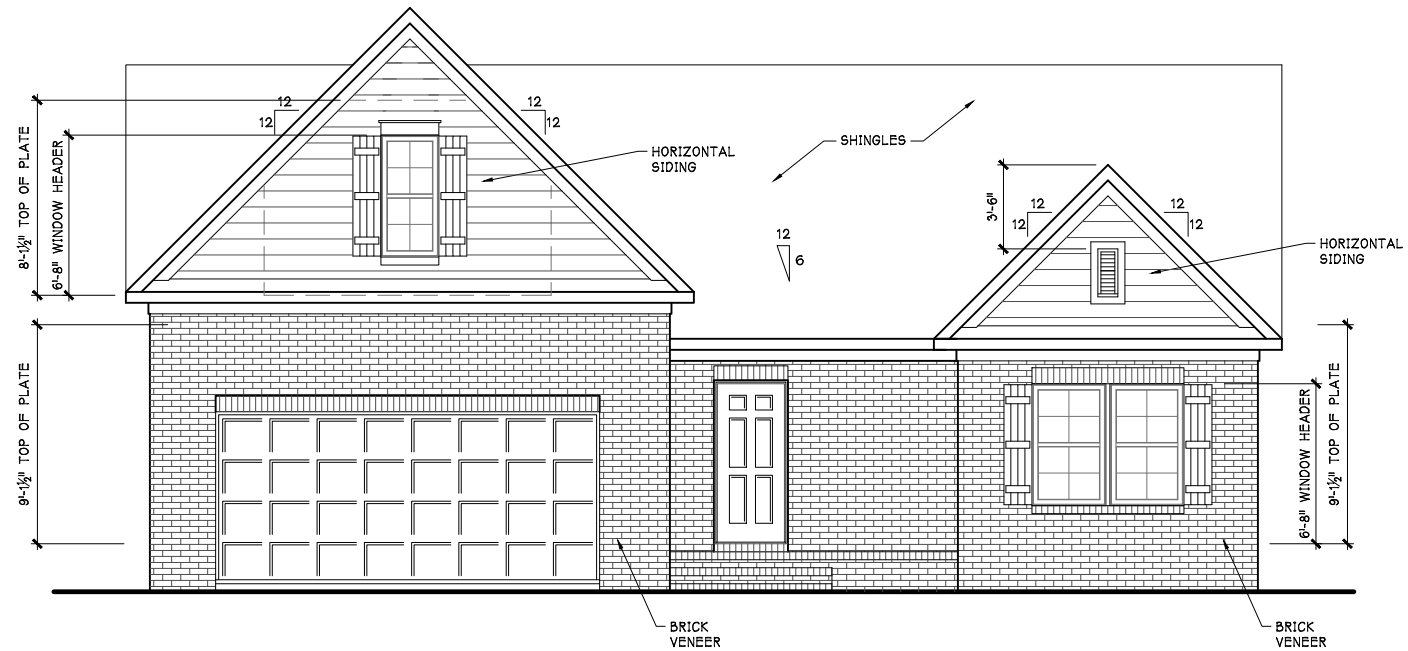 12
12
12
12
SHINGLES
HORIZONTAL
SIDING
8'-1½" TOP OF PLATE
6'-8" WINDOW HEADER
3'-6"
12
12
12
12
12
6
HORIZONTAL
SIDING
9'-1½" TOP OF PLATE
6'-8" WINDOW HEADER
9'-1½" TOP OF PLATE
BRICK
VENEER
BRICK
VENEER